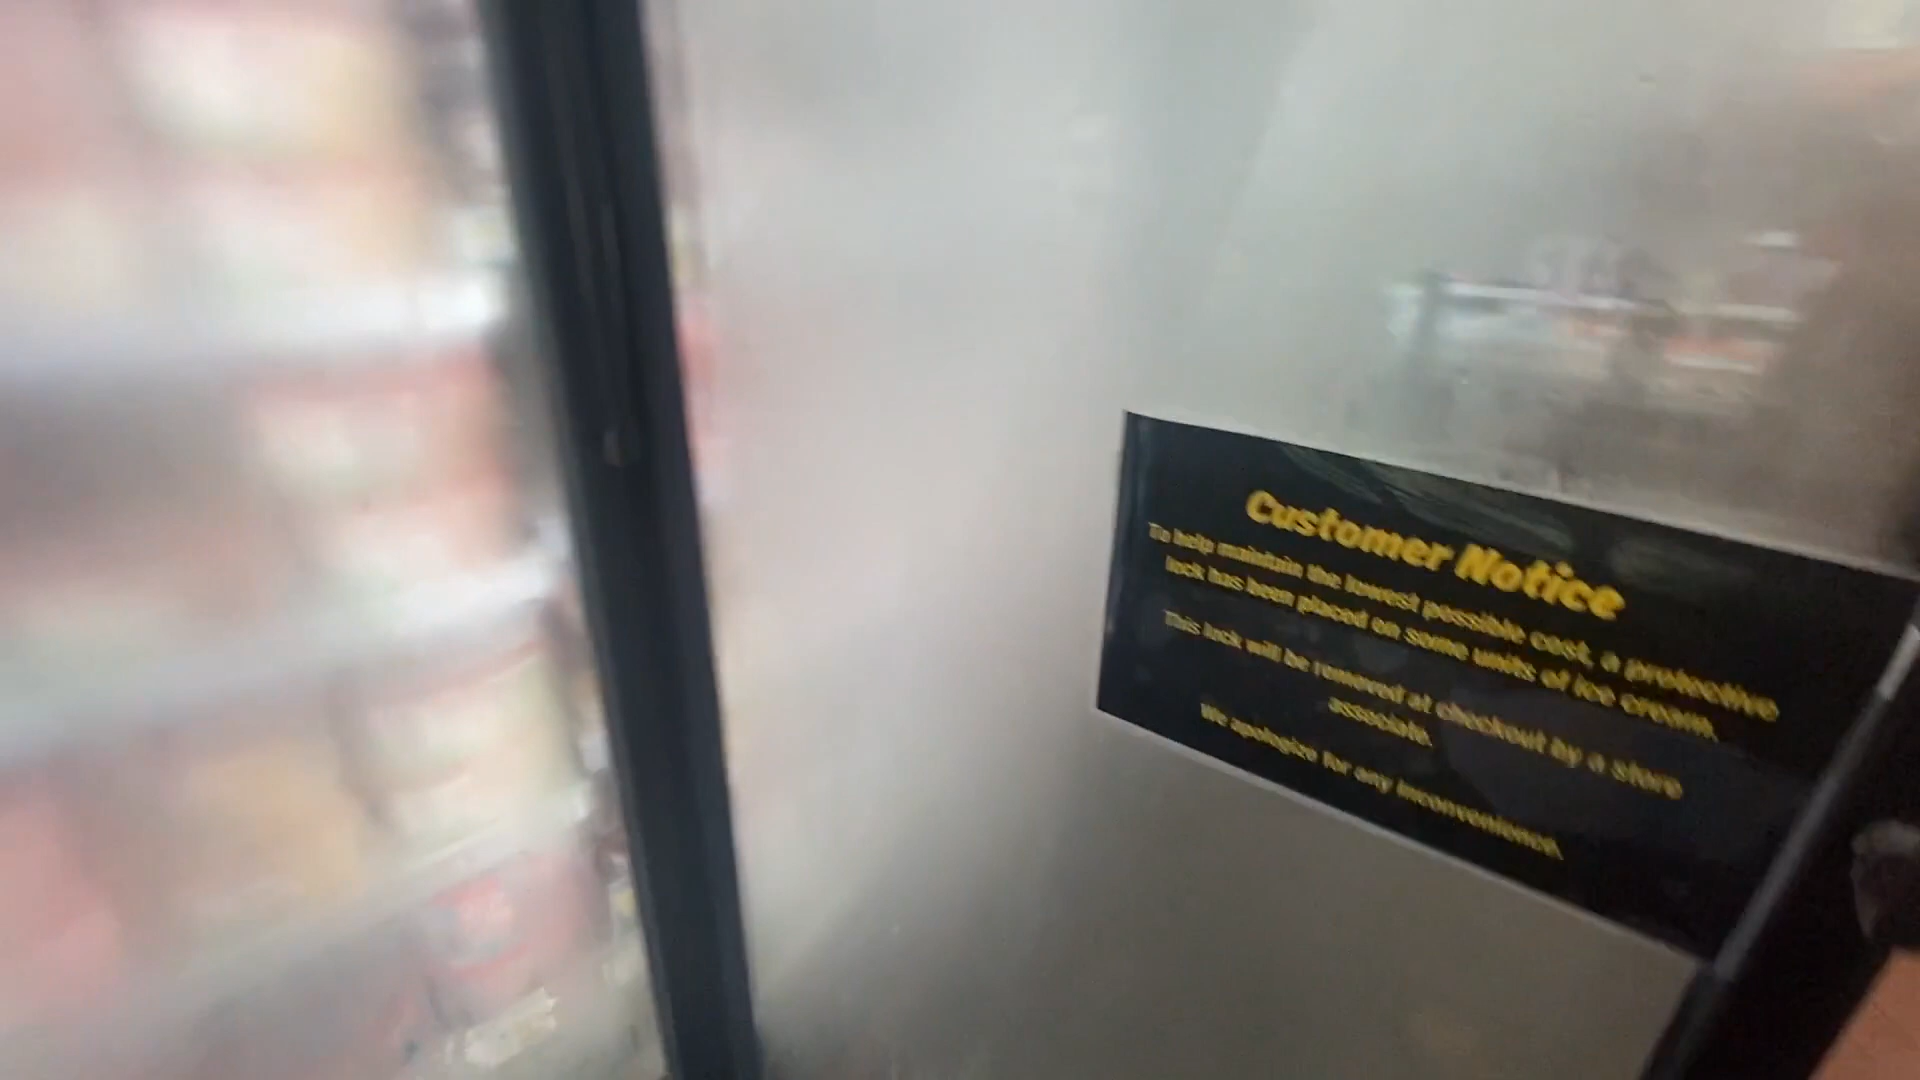 Customer Notice
To help maintain the lowest possible cost, a protective
lock has been placed on some units of ice cream.
This lock will be removed at checkout by a store
associate.
We apologize for any inconvenience.